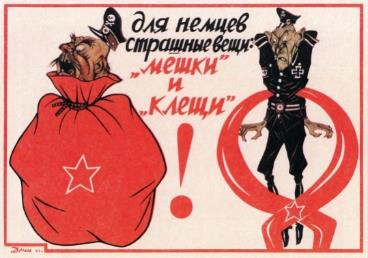 для немцев
страшные вещи:
„мешки"
и
„клещи"
!